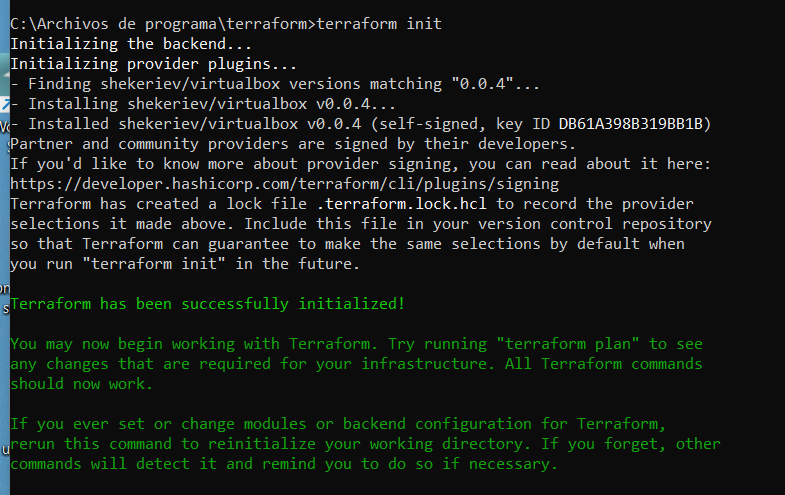 C:\Archivos de programa\terraform>terraform init
Initializing the backend...
Initializing provider plugins...
- Finding shekeriev/virtualbox versions matching "0.0.4"...
- Installing shekeriev/virtualbox v0.0.4...
- Installed shekeriev/virtualbox v0.0.4 (self-signed, key ID DB61A398B319BB1B)
Partner and community providers are signed by their developers.
If you'd like to know more about provider signing, you can read about it here:
https://developer.hashicorp.com/terraform/cli/plugins/signing
Terraform has created a lock file .terraform.lock.hcl to record the provider
selections it made above. Include this file in your version control repository
so that Terraform can guarantee to make the same selections by default when
you run "terraform init" in the future.
Terraform has been successfully initialized!
You may now begin working with Terraform. Try running "terraform plan" to see
any changes that are required for your infrastructure. All Terraform commands
should now work.
If you ever set or change modules or backend configuration for Terraform,
rerun this command to reinitialize your working directory. If you forget, other
commands will detect it and remind you to do so if necessary.